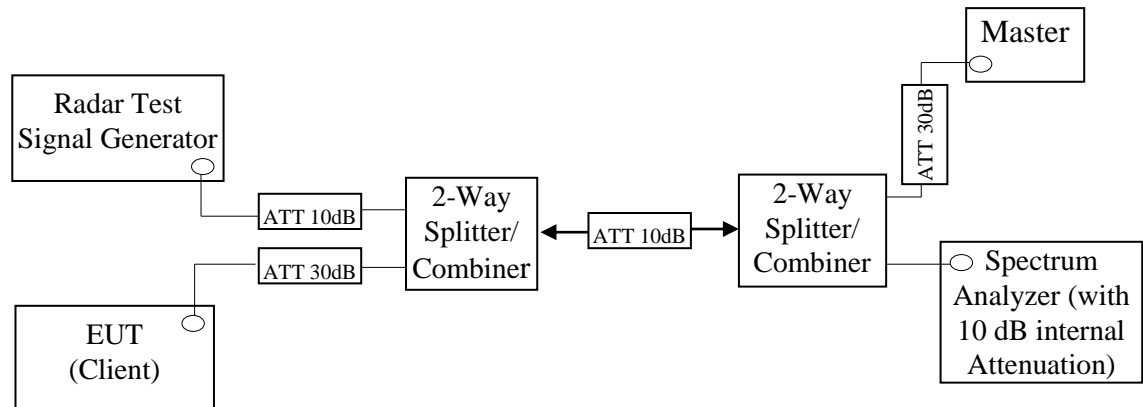 Radar Test
Signal Generator
ATT 10dB
ATT 30dB
EUT
(Client)
2-Way
Splitter/
Combiner
ATT 10dB
2-Way
Splitter/
Combiner
Master
ATT 30dB
Spectrum
Analyzer (with
10 dB internal
Attenuation)